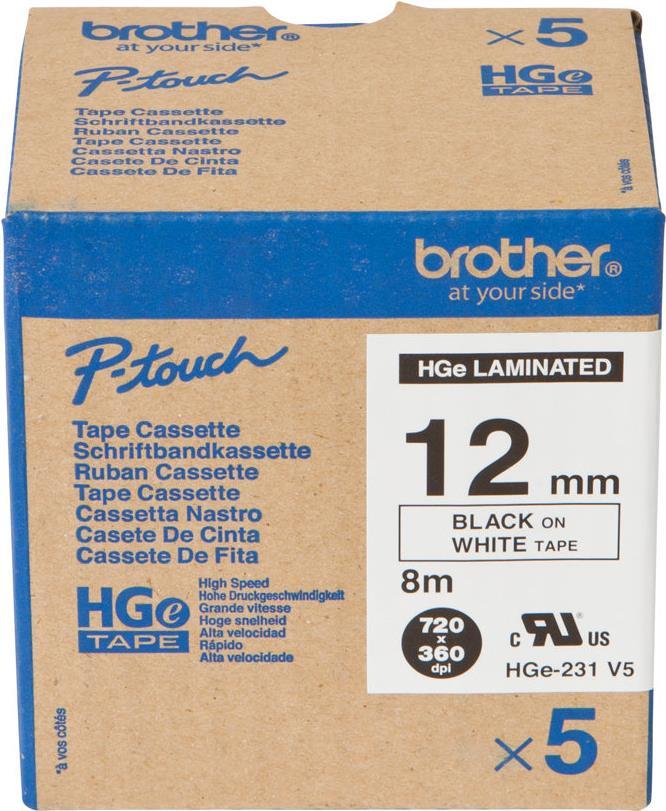 brother®
at your side*
× 5
P-touch
HGe
TAPE
Tape Cassette
Schriftbandkassette
Ruban Cassette
Tape Cassette
Cassetta Nastro
Casete De Cinta
Cassete De Fita
*à vos côtés
brother®
at your side*
P-touch
Tape Cassette
Schriftbandkassette
Ruban Cassette
Tape Cassette
Cassetta Nastro
Casete De Cinta
Cassete De Fita
HGe
TAPE
High Speed
Hohe Druckgeschwindigkeit
Grande vitesse
Hoge snelheid
Alta velocidad
Rápido
Alta velocidade
HGe LAMINATED
12 mm
BLACK ON
WHITE TAPE
8m
720
x
360
dpi
c RU US
HGe-231 V5
× 5
*à vos côtés